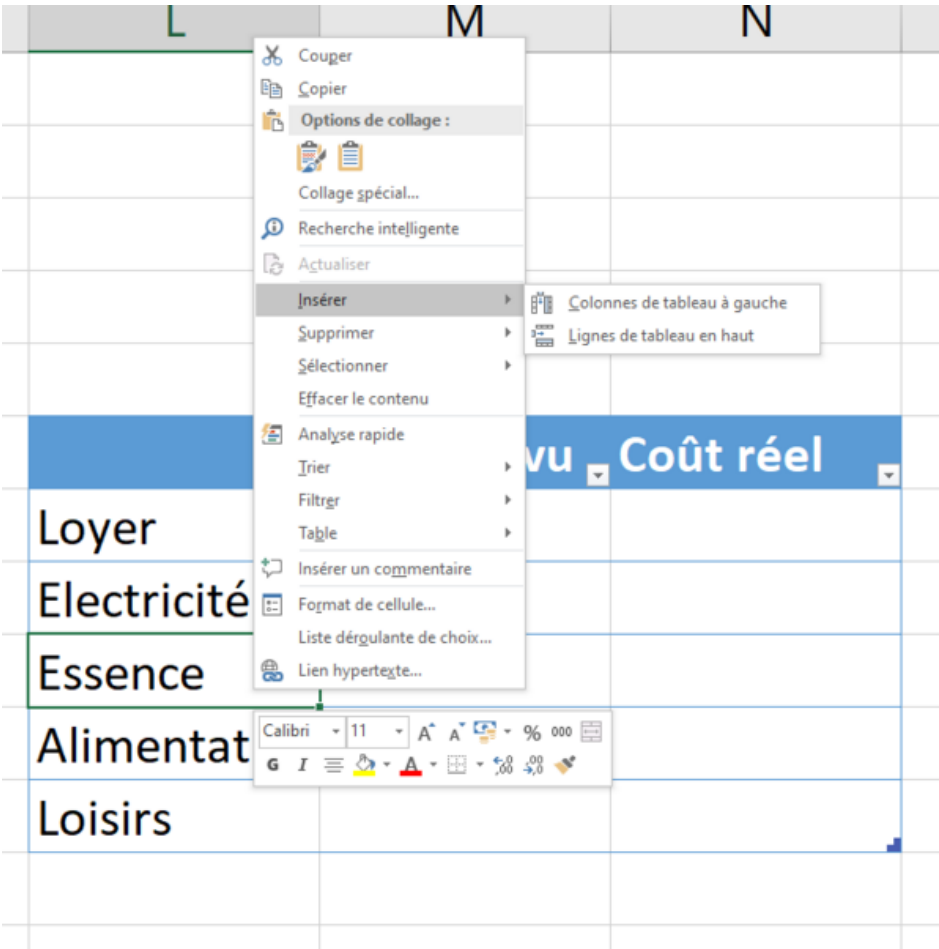 L M N
Couper
Copier
Options de collage :
Collage spécial...
Recherche intelligente
Actualiser
Insérer
Colonnes de tableau à gauche
Lignes de tableau en haut
Supprimer
Sélectionner
Effacer le contenu
Analyse rapide
Trier
Filtrer
Table
Insérer un commentaire
Format de cellule...
Liste déroulante de choix...
Lien hypertexte...
vu Coût réel
Loyer
Electricité
Essence
Alimentat
Loisirs
Calibri 11 A A % 000
G I A ,00 ,00